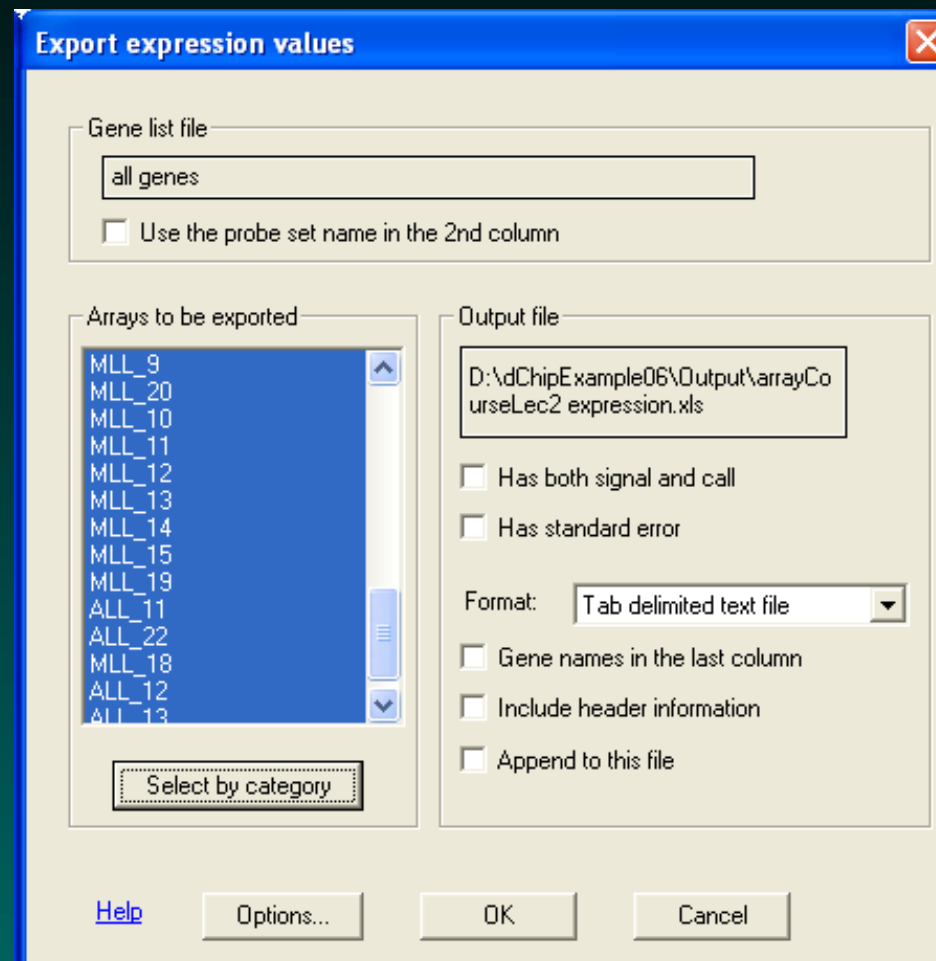 Export expression values
Gene list file
all genes
Use the probe set name in the 2nd column
Arrays to be exported
MLL_9
MLL_20
MLL_10
MLL_11
MLL_12
MLL_13
MLL_14
MLL_15
MLL_19
ALL_11
ALL_22
MLL_18
ALL_12
ALL_13
Select by category
Output file
D:\dChipExample06\Output\arrayCo
urseLec2 expression.xls
Has both signal and call
Has standard error
Format: Tab delimited text file
Gene names in the last column
Include header information
Append to this file
Help Options... OK Cancel